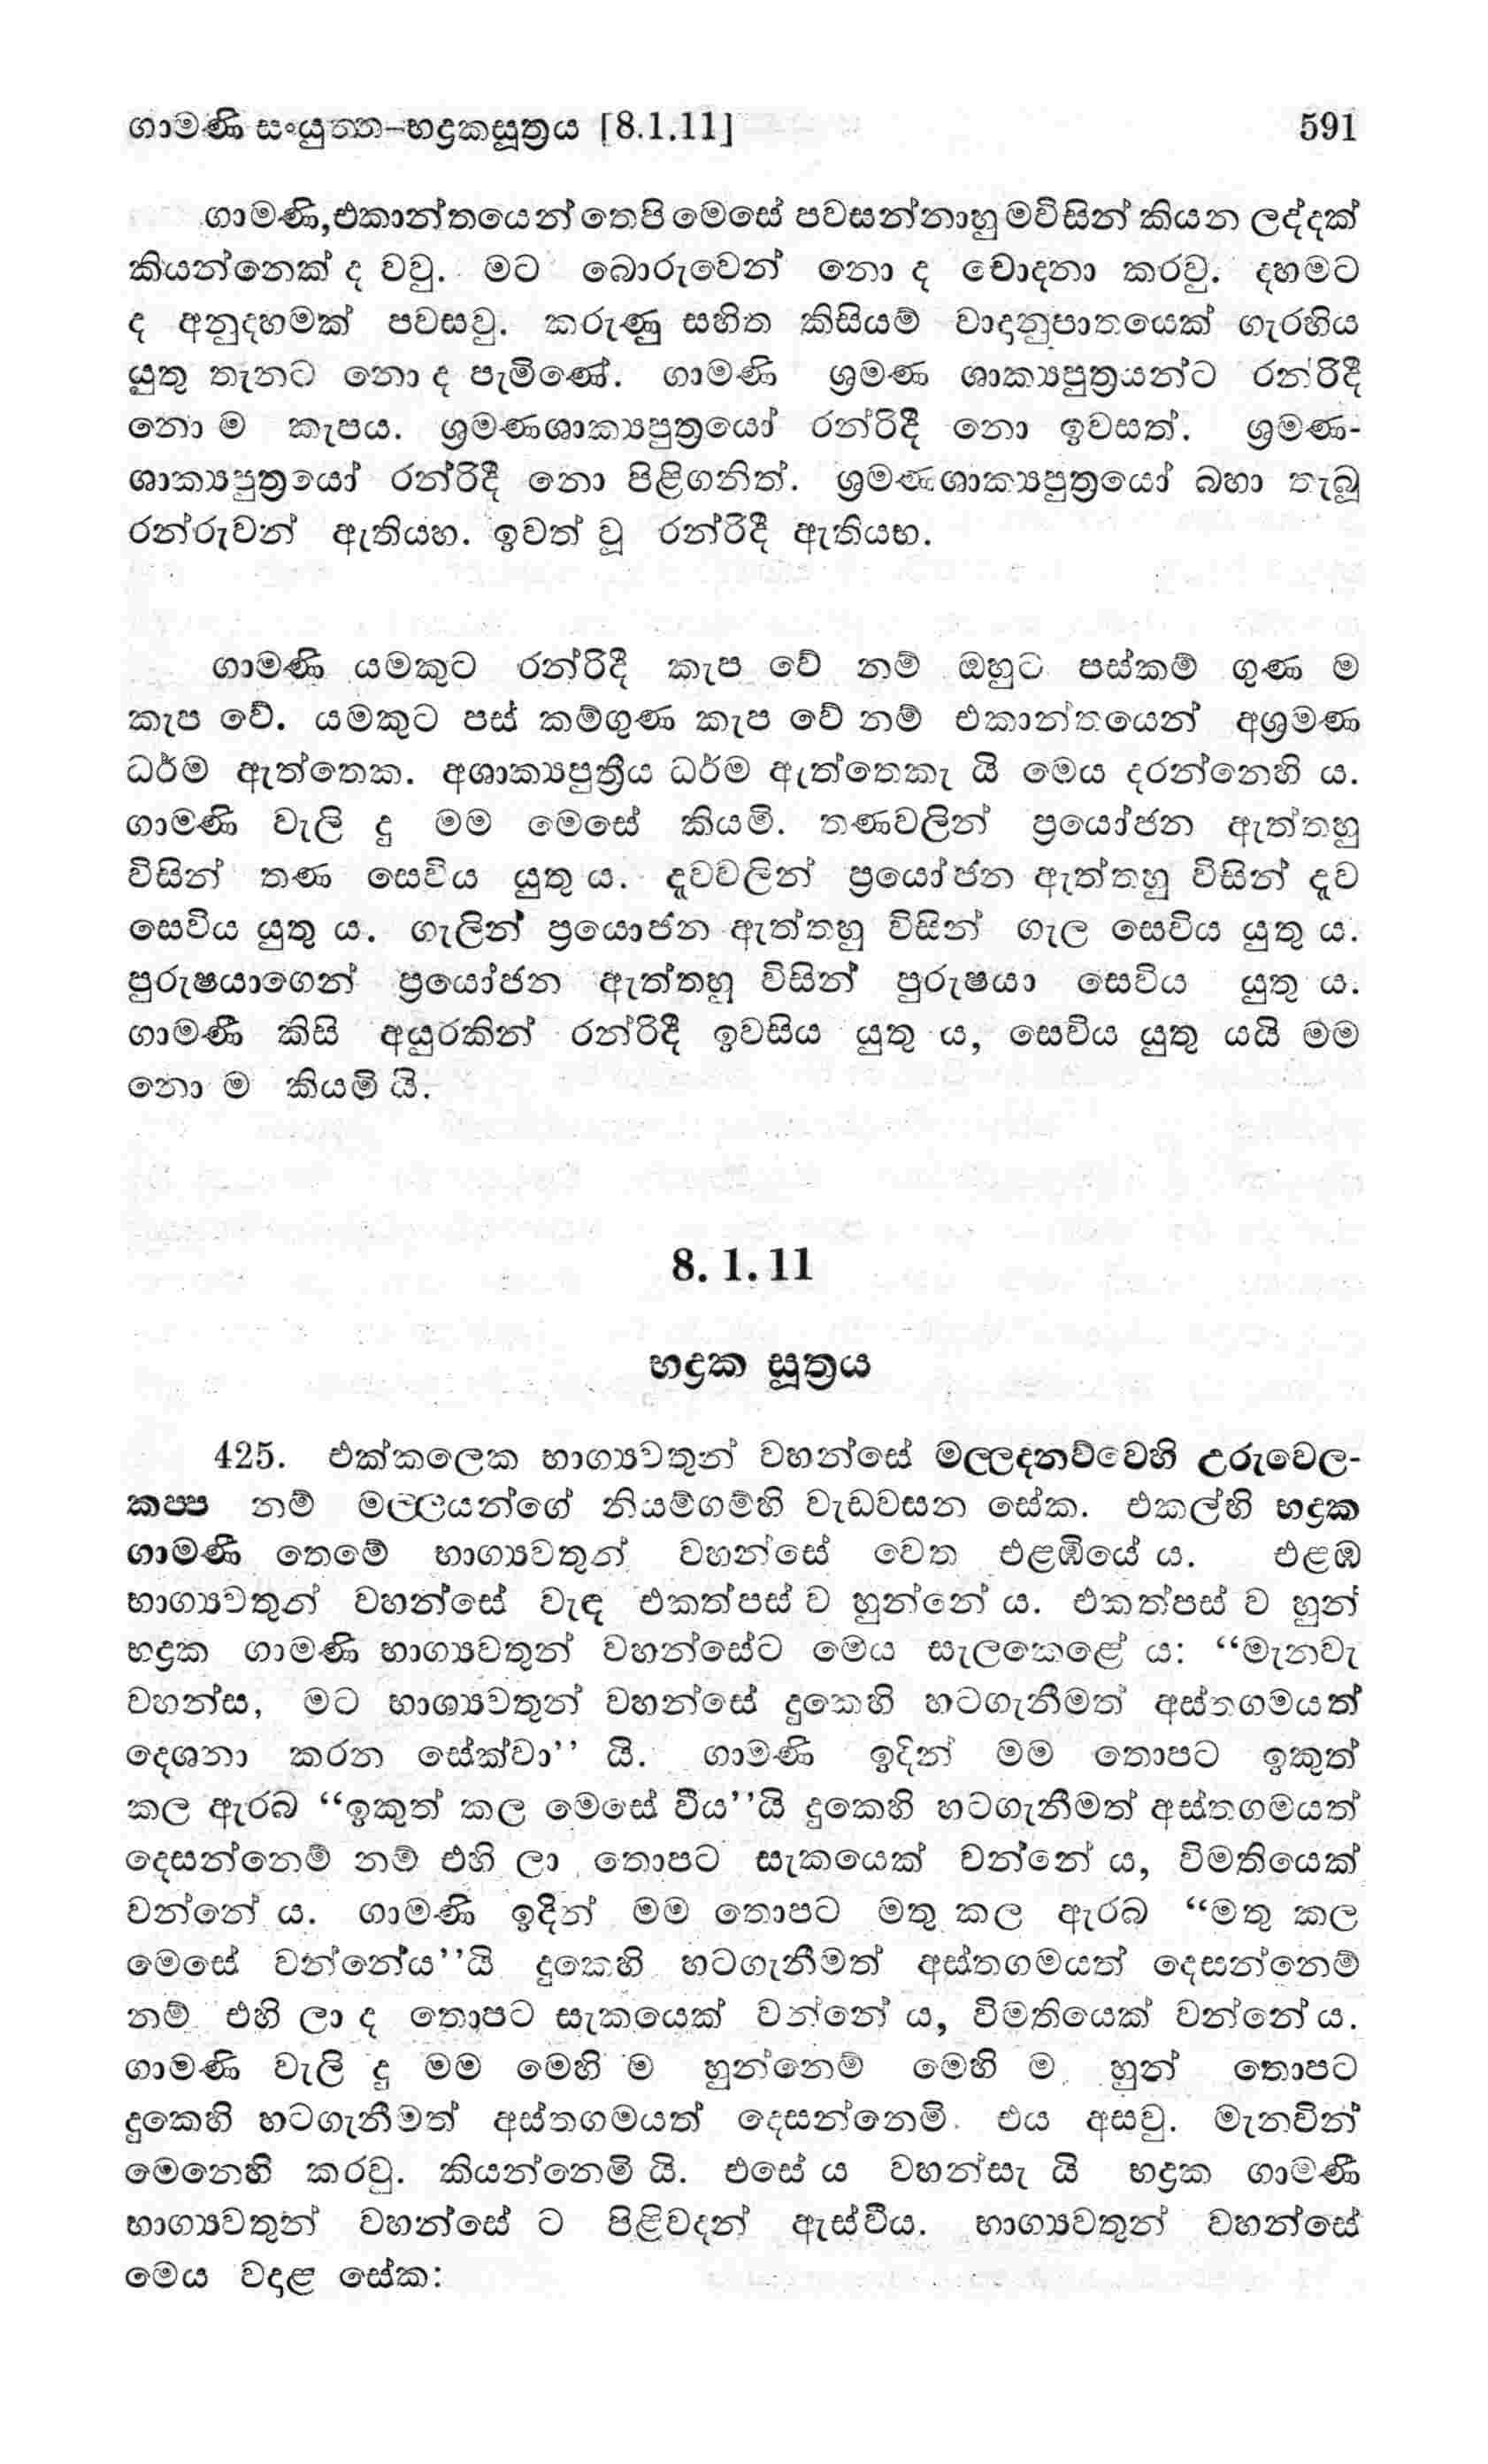 ගාමණි සංයුත්ත–භද්‍රකසූත්‍රය [8.1.11] 591
ගාමණි, එකාන්තයෙන් තෙපි මෙසේ පවසන්නාහු මවිසින් කියන ලද්දක්
කියන්නෙක් ද වවු. මට බොරුවෙන් නො ද චොදනා කරවු. දහමට
ද අනුදහමක් පවසවු. කරුණු සහිත කිසියම් වාදානුපාතයෙක් ගැරහිය
යුතු තැනට නො ද පැමිණේ. ගාමණි ශ්‍රමණ ශාක්‍යපුත්‍රයන්ට රන්රිදී
නො ම කැපය. ශ්‍රමණශාක්‍යපුත්‍රයෝ රන්රිදී නො ඉවසත්. ශ්‍රමණ-
ශාක්‍යපුත්‍රයෝ රන්රිදී නො පිළිගනිත්. ශ්‍රමණශාක්‍යපුත්‍රයෝ බහා තැබූ
රන්රුවන් ඇතියහ. ඉවත් වූ රන්රිදී ඇතියහ.
ගාමණි යමකුට රන්රිදී කැප වේ නම් ඔහුට පස්කම් ගුණ ම
කැප වේ. යමකුට පස් කම්ගුණ කැප වේ නම් එකාන්තයෙන් අශ්‍රමණ
ධර්ම ඇත්තෙක. අශාක්‍යපුත්‍රීය ධර්ම ඇත්තෙකැ යි මෙය දරන්නෙහි ය.
ගාමණි වැලි දු මම මෙසේ කියමි. තණවලින් ප්‍රයෝජන ඇත්තහු
විසින් තණ සෙවිය යුතු ය. දූවවලින් ප්‍රයෝජන ඇත්තහු විසින් දූව
සෙවිය යුතු ය. ගැලින් ප්‍රයොජන ඇත්තහු විසින් ගැල සෙවිය යුතු ය.
පුරුෂයාගෙන් ප්‍රයෝජන ඇත්තහු විසින් පුරුෂයා සෙවිය යුතු ය.
ගාමණී කිසි අයුරකින් රන්රිදී ඉවසිය යුතු ය, සෙවිය යුතු යයි මම
නො ම කියමි යි.
8. 1. 11
භද්‍රක සූත්‍රය
425. එක්කලෙක භාග්‍යවතුන් වහන්සේ මල්ලදනව්වෙහි උරුවෙල-
කප්ප නම් මල්ලයන්ගේ නියම්ගම්හි වැඩවසන සේක. එකල්හි භද්‍රක
ගාමණී තෙමේ භාග්‍යවතුන් වහන්සේ වෙත එළඹියේ ය. එළඹ
භාග්‍යවතුන් වහන්සේ වැඳ එකත්පස් ව හුන්නේ ය. එකත්පස් ව හුන්
භද්‍රක ගාමණි භාග්‍යවතුන් වහන්සේට මෙය සැලකෙළේ ය: “මැනවැ
වහන්ස, මට භාග්‍යවතුන් වහන්සේ දුකෙහි හටගැනීමත් අස්තගමයත්
දෙශනා කරන සේක්වා’’ යි. ගාමණි ඉදින් මම තොපට ඉකුත්
කල ඇරබ “ඉකුත් කල මෙසේ වීය’’යි දුකෙහි හටගැනීමත් අස්තගමයත්
දෙසන්නෙම් නම් එහි ලා තොපට සැකයෙක් වන්නේ ය, විමතියෙක්
වන්නේ ය. ගාමණි ඉදින් මම තොපට මතු කල ඇරබ “මතු කල
මෙසේ වන්නේය’’යි දුකෙහි හටගැනීමත් අස්තගමයත් දෙසන්නෙම්
නම් එහි ලා ද තොපට සැකයෙක් වන්නේ ය, විමතියෙක් වන්නේ ය.
ගාමණි වැලි දු මම මෙහි ම හුන්නෙම් මෙහි ම හුන් තොපට
දුකෙහි හටගැනීමත් අස්තගමයත් දෙසන්නෙමි. එය අසවු. මැනවින්
මෙනෙහි කරවු. කියන්නෙමි යි. එසේ ය වහන්සැ යි භද්‍රක ගාමණී
භාග්‍යවතුන් වහන්සේ ට පිළිවදන් ඇස්වීය. භාග්‍යවතුන් වහන්සේ
මෙය වදාළ සේක: